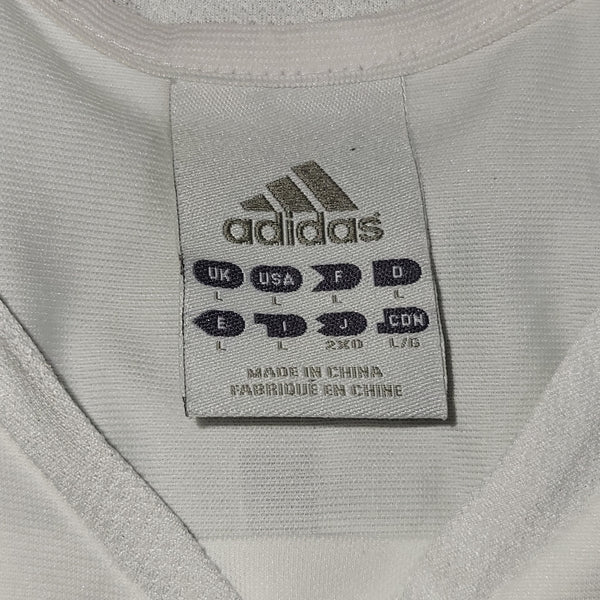 adidas
UK USA F D
L L L L
E I J CDN
L L 2XO L/G
MADE IN CHINA
FABRIQUÉ EN CHINE